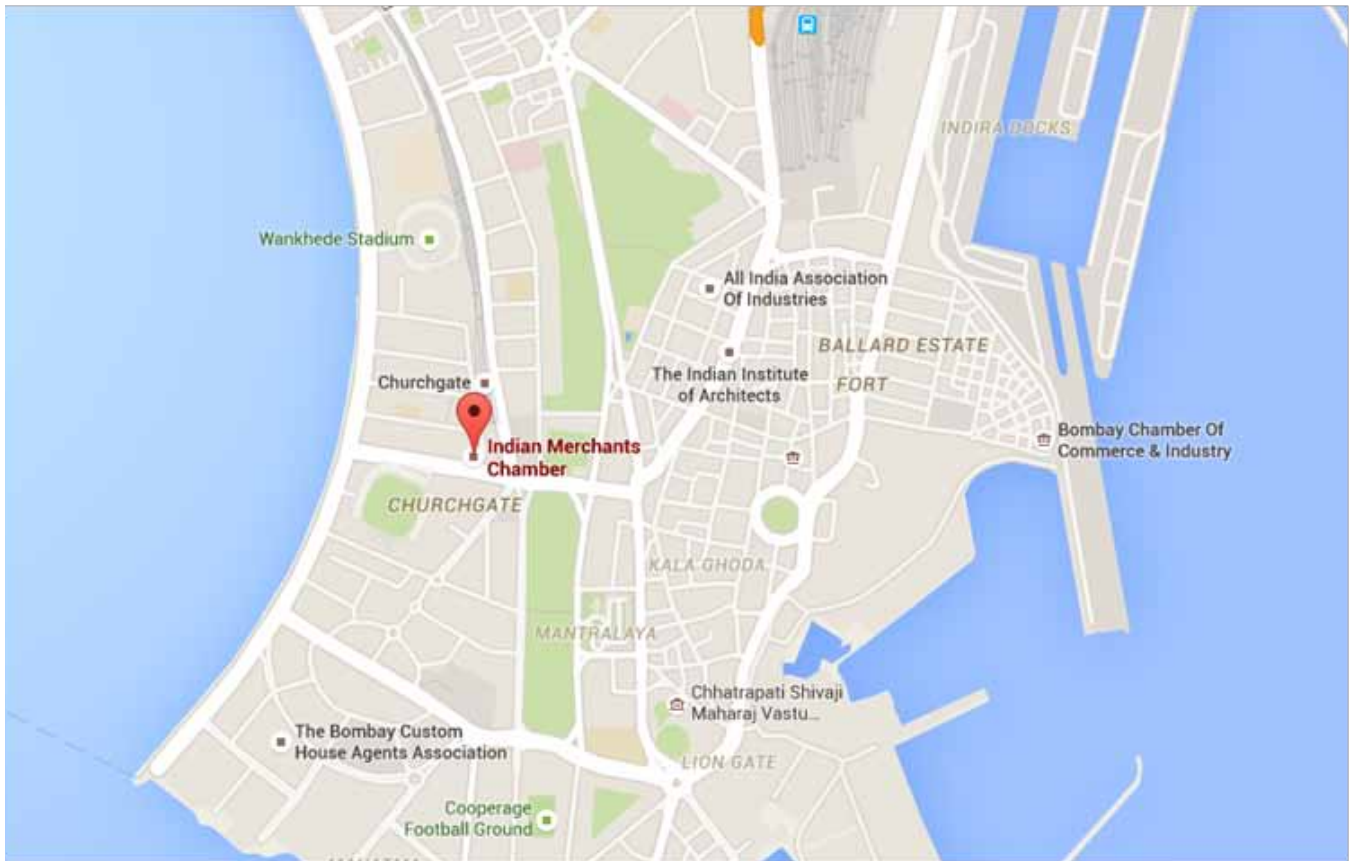 INDIRA DOCKS
Wankhede Stadium
All India Association
Of Industries
BALLARD ESTATE
The Indian Institute
of Architects
Churchgate
FORT
Indian Merchants
Chamber
Bombay Chamber Of
Commerce & Industry
CHURCHGATE
KALA GHODA
MANTRALAYA
Chhatrapati Shivaji
Maharaj Vastu...
The Bombay Custom
House Agents Association
LION GATE
Cooperage
Football Ground